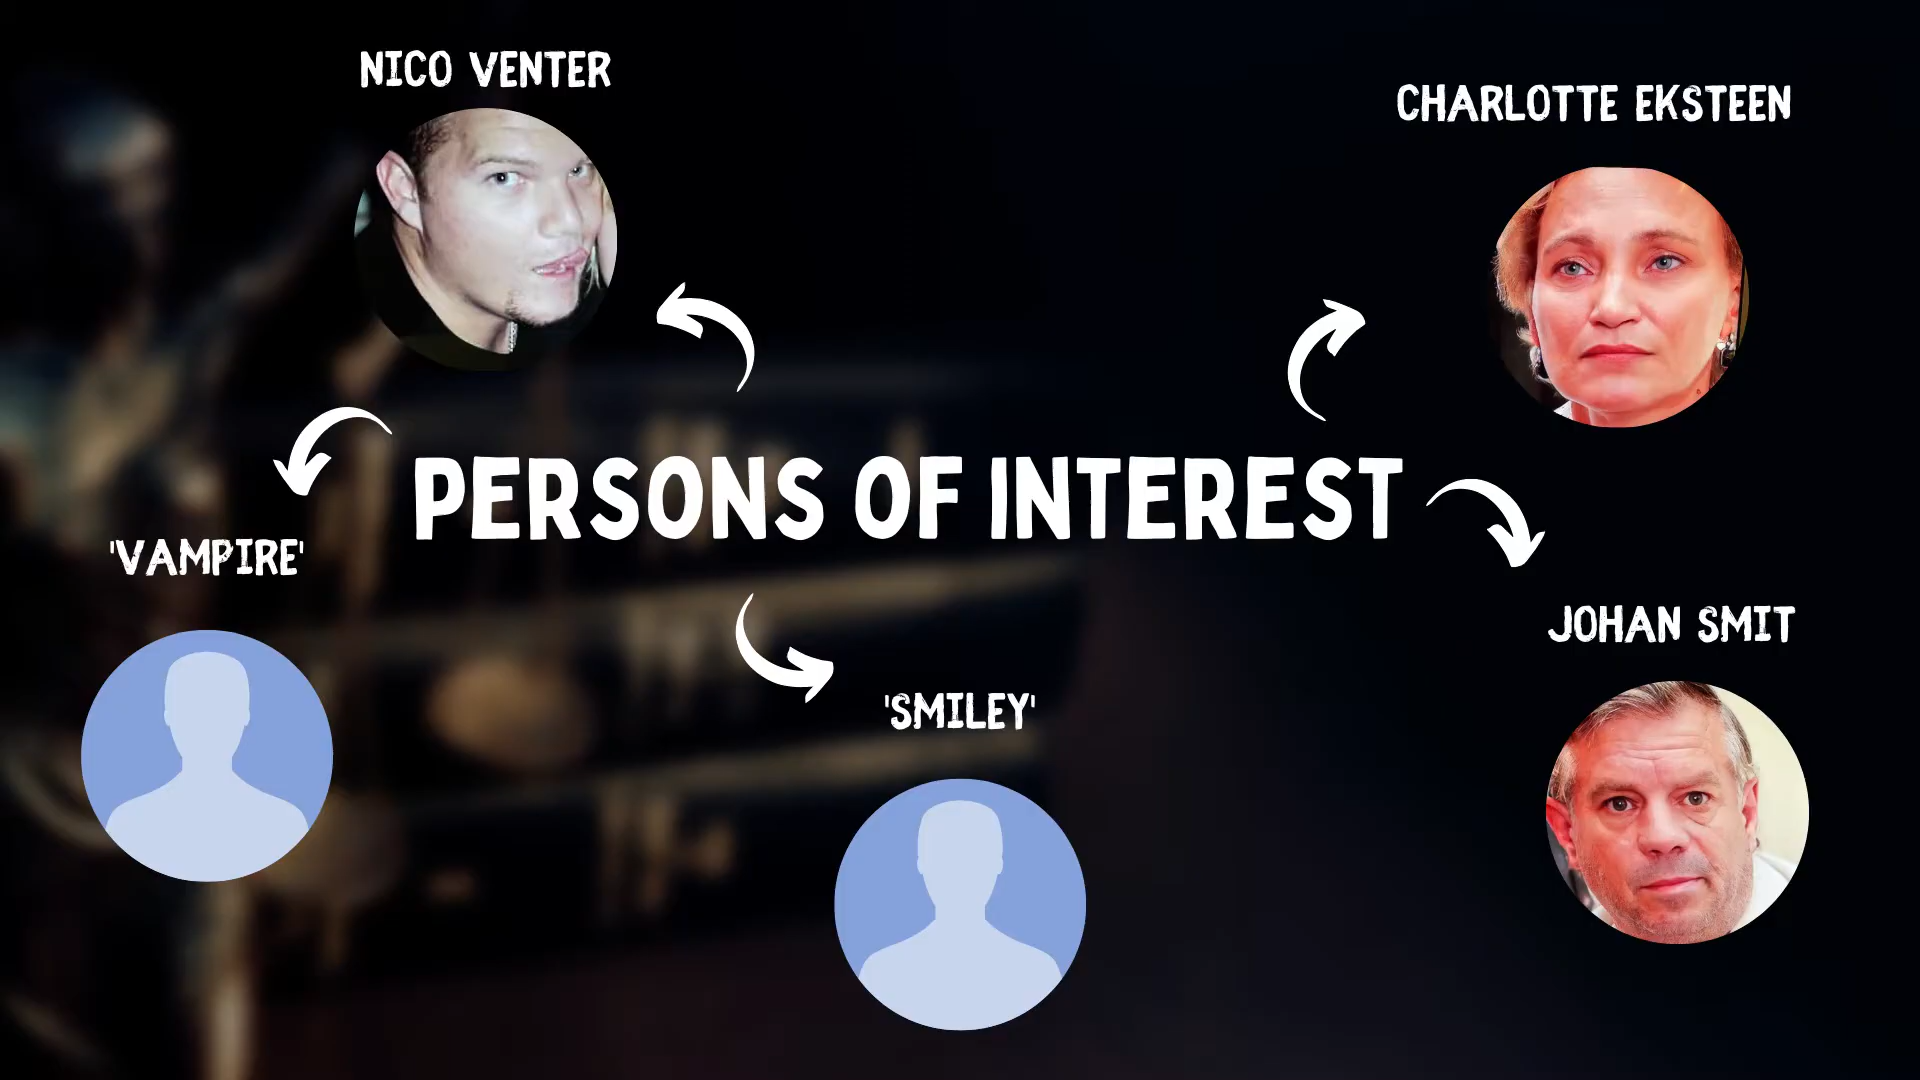 NICO VENTER
CHARLOTTE EKSTEEN
PERSONS OF INTEREST
'VAMPIRE'
JOHAN SMIT
'SMILEY'